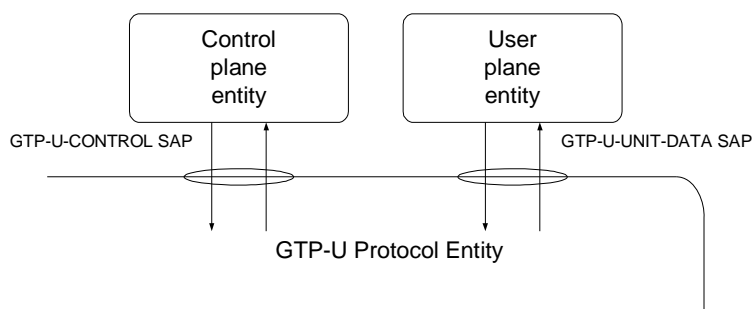 Control
plane
entity
User
plane
entity
GTP-U-CONTROL SAP
GTP-U-UNIT-DATA SAP
GTP-U Protocol Entity